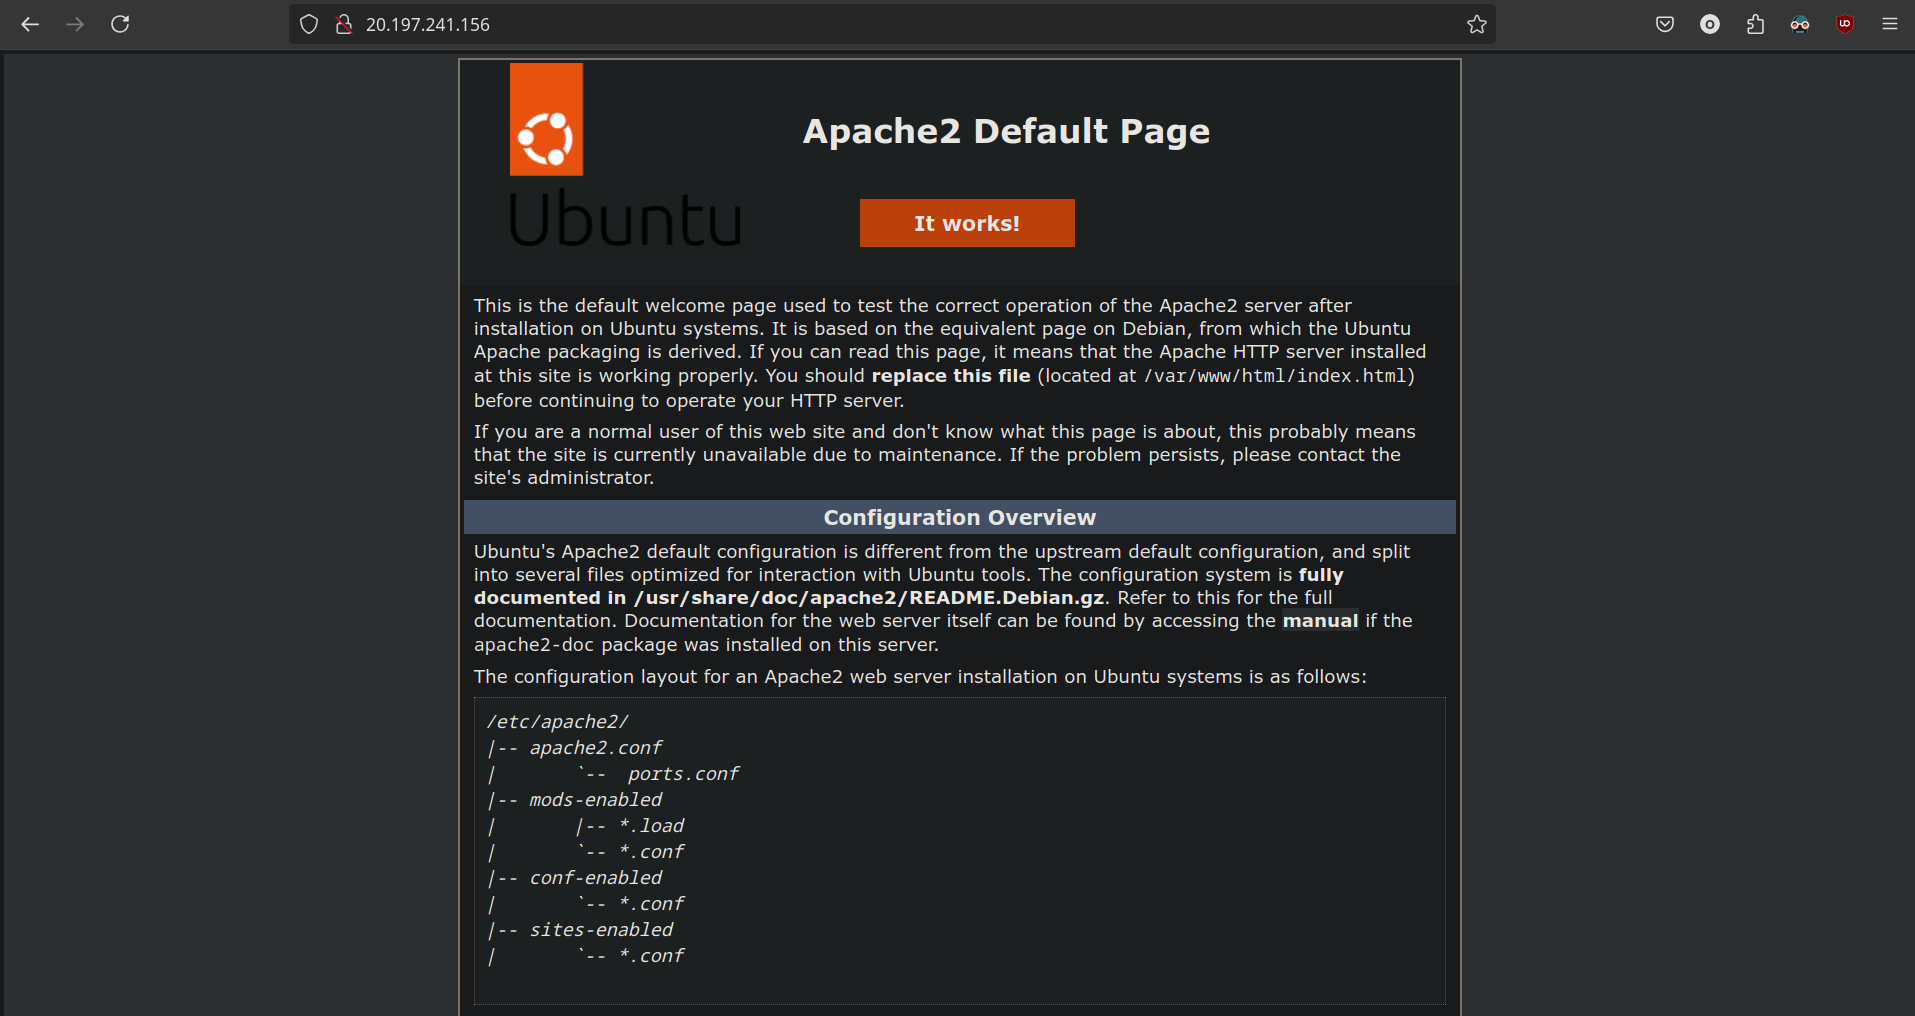 20.197.241.156
Apache2 Default Page
Ubuntu
It works!
This is the default welcome page used to test the correct operation of the Apache2 server after
installation on Ubuntu systems. It is based on the equivalent page on Debian, from which the Ubuntu
Apache packaging is derived. If you can read this page, it means that the Apache HTTP server installed
at this site is working properly. You should replace this file (located at /var/www/html/index.html)
before continuing to operate your HTTP server.
If you are a normal user of this web site and don't know what this page is about, this probably means
that the site is currently unavailable due to maintenance. If the problem persists, please contact the
site's administrator.
Configuration Overview
Ubuntu's Apache2 default configuration is different from the upstream default configuration, and split
into several files optimized for interaction with Ubuntu tools. The configuration system is fully
documented in /usr/share/doc/apache2/README.Debian.gz. Refer to this for the full
documentation. Documentation for the web server itself can be found by accessing the manual if the
apache2-doc package was installed on this server.
The configuration layout for an Apache2 web server installation on Ubuntu systems is as follows:
/etc/apache2/
|-- apache2.conf
|       `--  ports.conf
|-- mods-enabled
|       |-- *.load
|       `-- *.conf
|-- conf-enabled
|       `-- *.conf
|-- sites-enabled
|       `-- *.conf